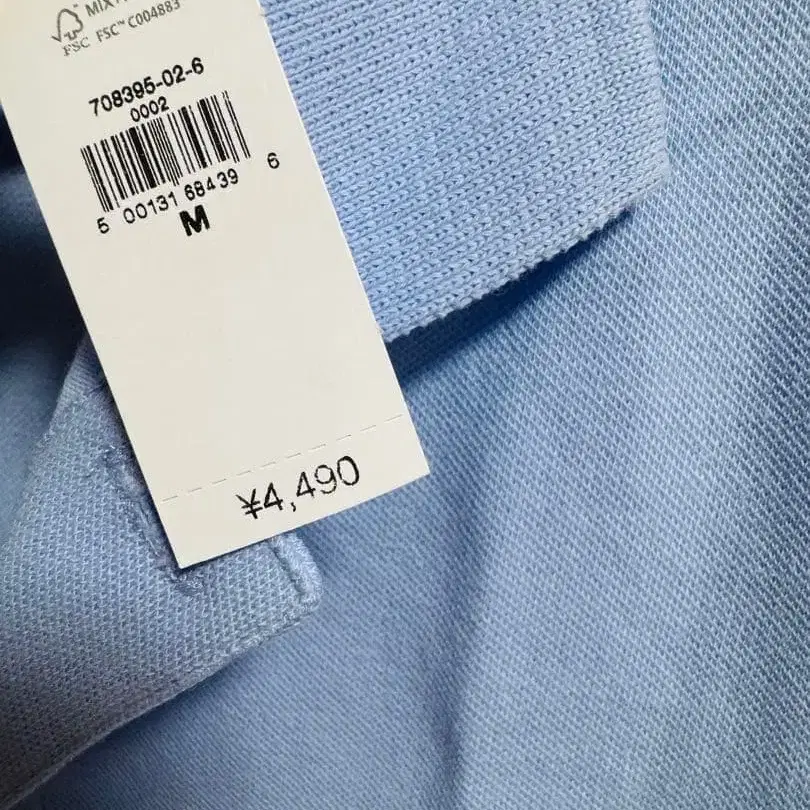 MIX
FSC FSC™ C004883
708395-02-6
0002
5 00131 68439 6
M
¥4,490